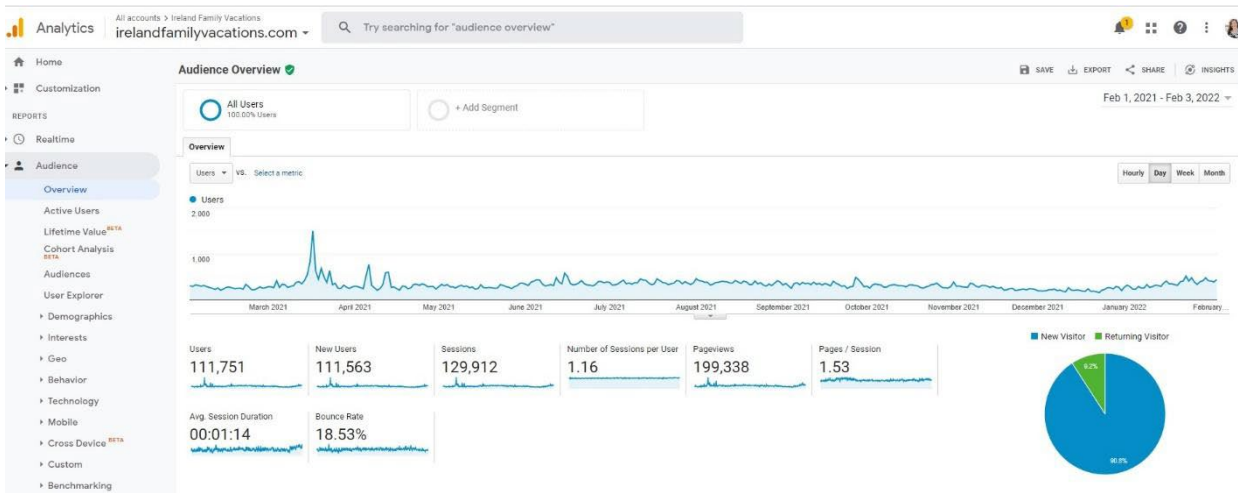 All accounts > Ireland Family Vacations
Analytics
irelandfamilyvacations.com
Try searching for "audience overview"
1
Home
Customization
REPORTS
Realtime
Audience
Overview
Active Users
Lifetime Value BETA
Cohort Analysis
BETA
Audiences
User Explorer
Demographics
Interests
Geo
Behavior
Technology
Mobile
Cross Device BETA
Custom
Benchmarking
Audience Overview
SAVE
EXPORT
SHARE
INSIGHTS
All Users
100.00% Users
+ Add Segment
Feb 1, 2021 - Feb 3, 2022
Overview
Users
VS.
Select a metric
Hourly
Day
Week
Month
Users
2,000
1,000
March 2021
April 2021
May 2021
June 2021
July 2021
August 2021
September 2021
October 2021
November 2021
December 2021
January 2022
February...
Users
111,751
New Users
111,563
Sessions
129,912
Number of Sessions per User
1.16
Pageviews
199,338
Pages / Session
1.53
Avg. Session Duration
00:01:14
Bounce Rate
18.53%
New Visitor
Returning Visitor
9.2%
90.8%